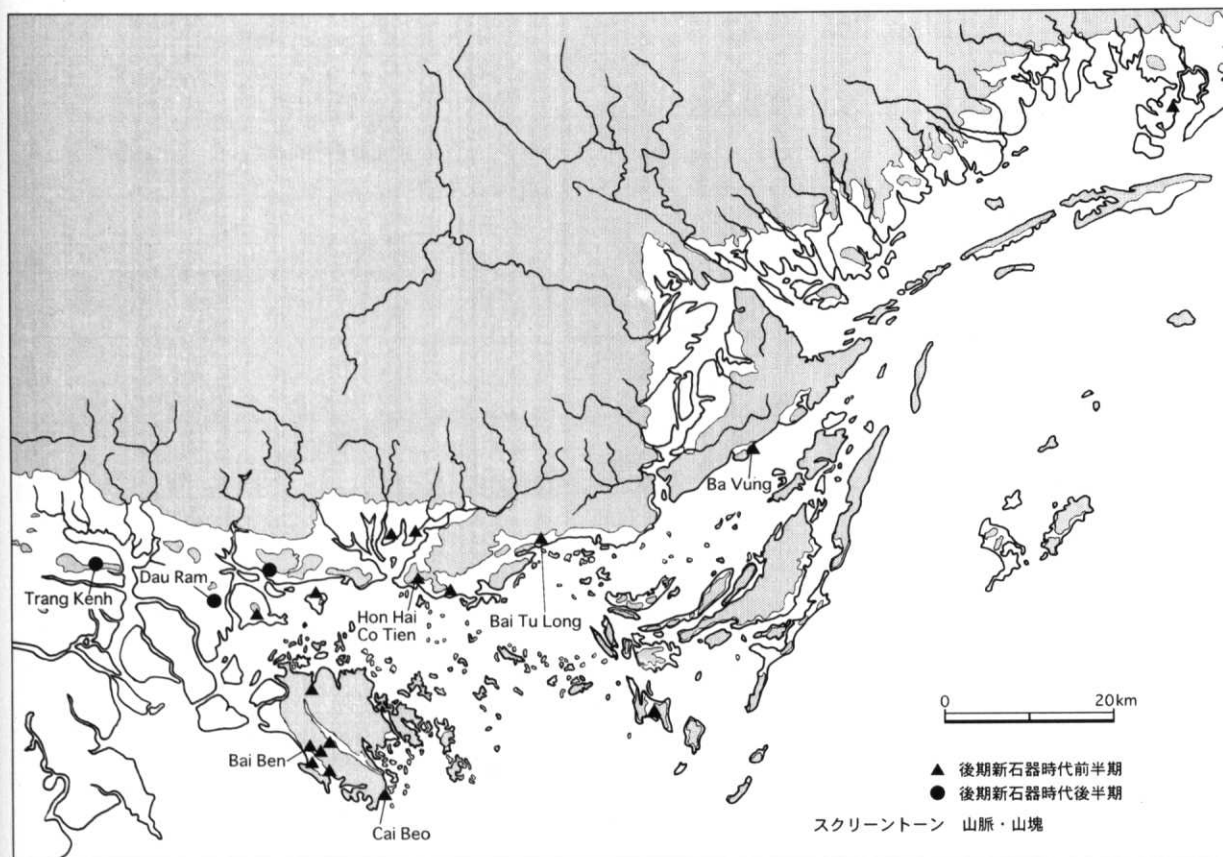 Ba Vung
Dau Ram
Trang Kenh
Hon Hai
Co Tien
Bai Tu Long
Bai Ben
Cai Beo
0 20km
▲ 後期新石器時代前半期
● 後期新石器時代後半期
スクリーントーン 山脈・山塊